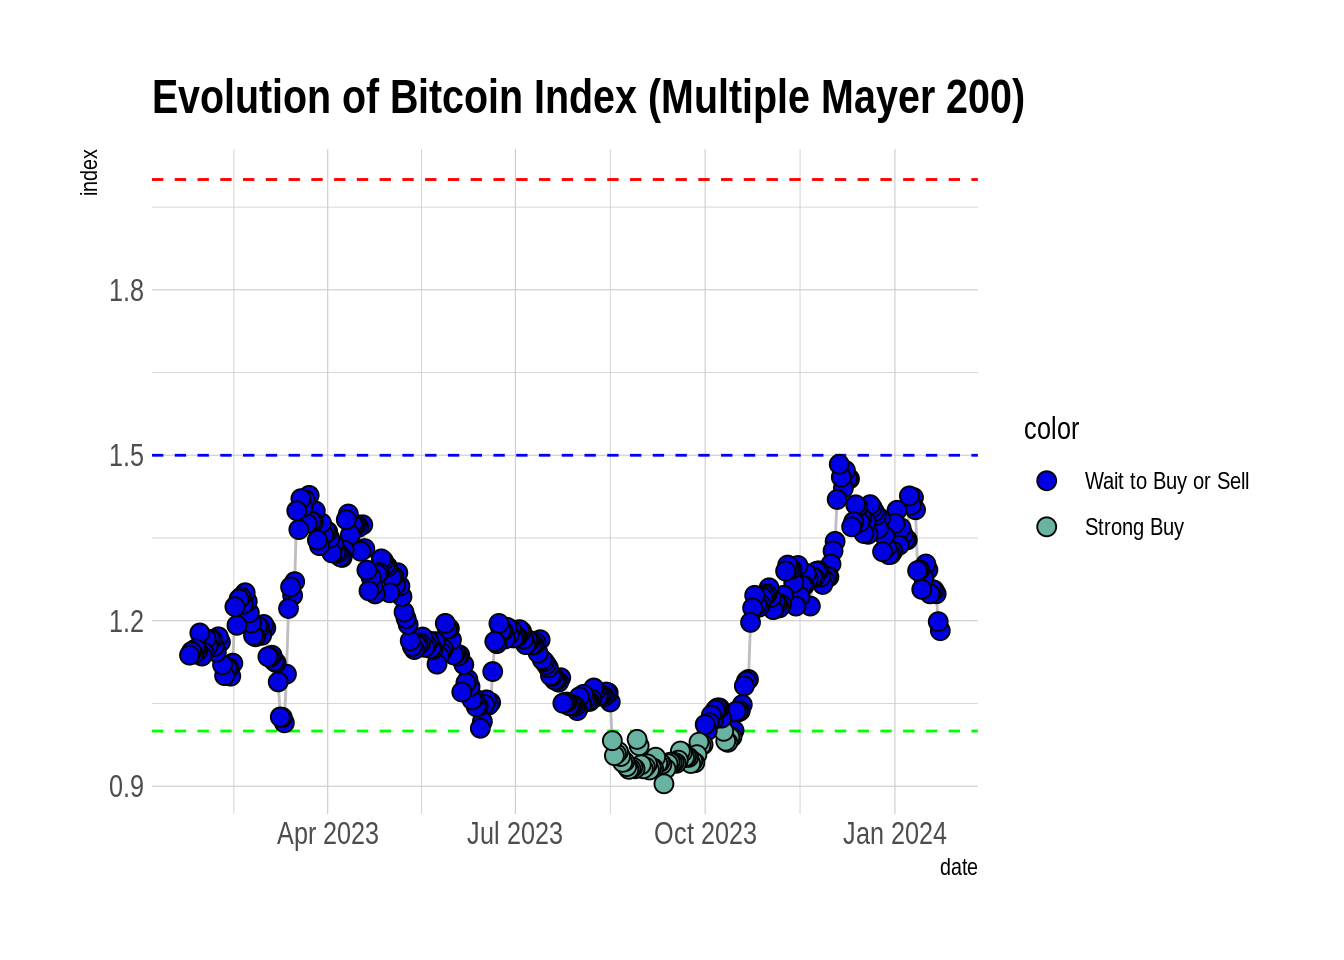 Evolution of Bitcoin Index (Multiple Mayer 200)
index
1.8
1.5
1.2
0.9
Apr 2023
Jul 2023
Oct 2023
Jan 2024
date
color
Wait to Buy or Sell
Strong Buy